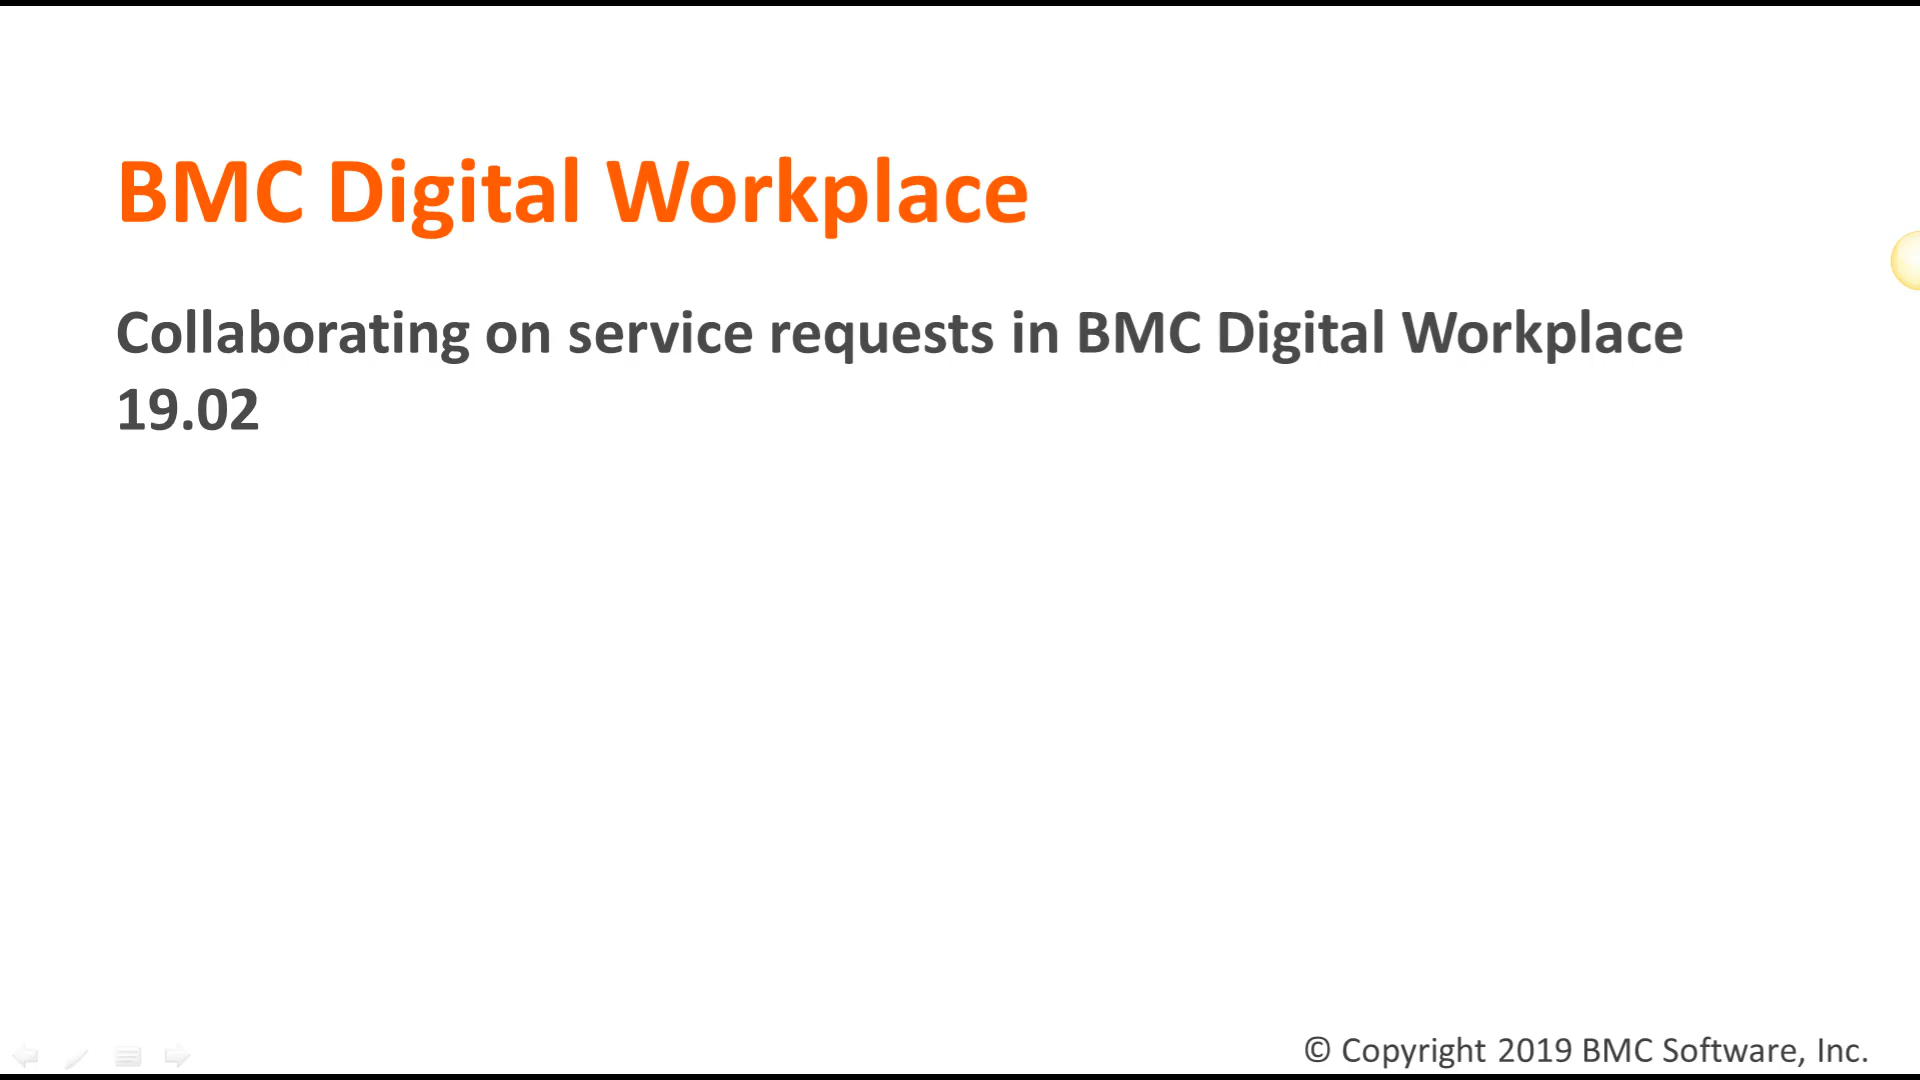 BMC Digital Workplace
Collaborating on service requests in BMC Digital Workplace
19.02
© Copyright 2019 BMC Software, Inc.